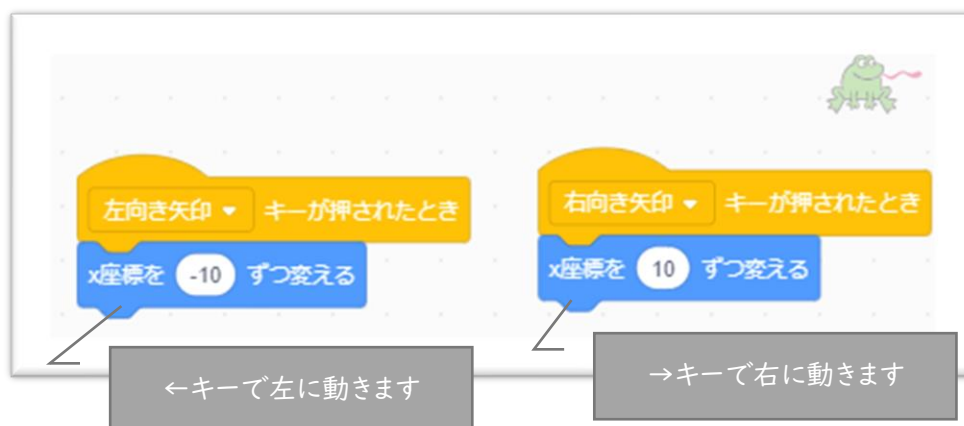 左向き矢印 キーが押されたとき
x座標を -10 ずつ変える
←キーで左に動きます
右向き矢印 キーが押されたとき
x座標を 10 ずつ変える
→キーで右に動きます